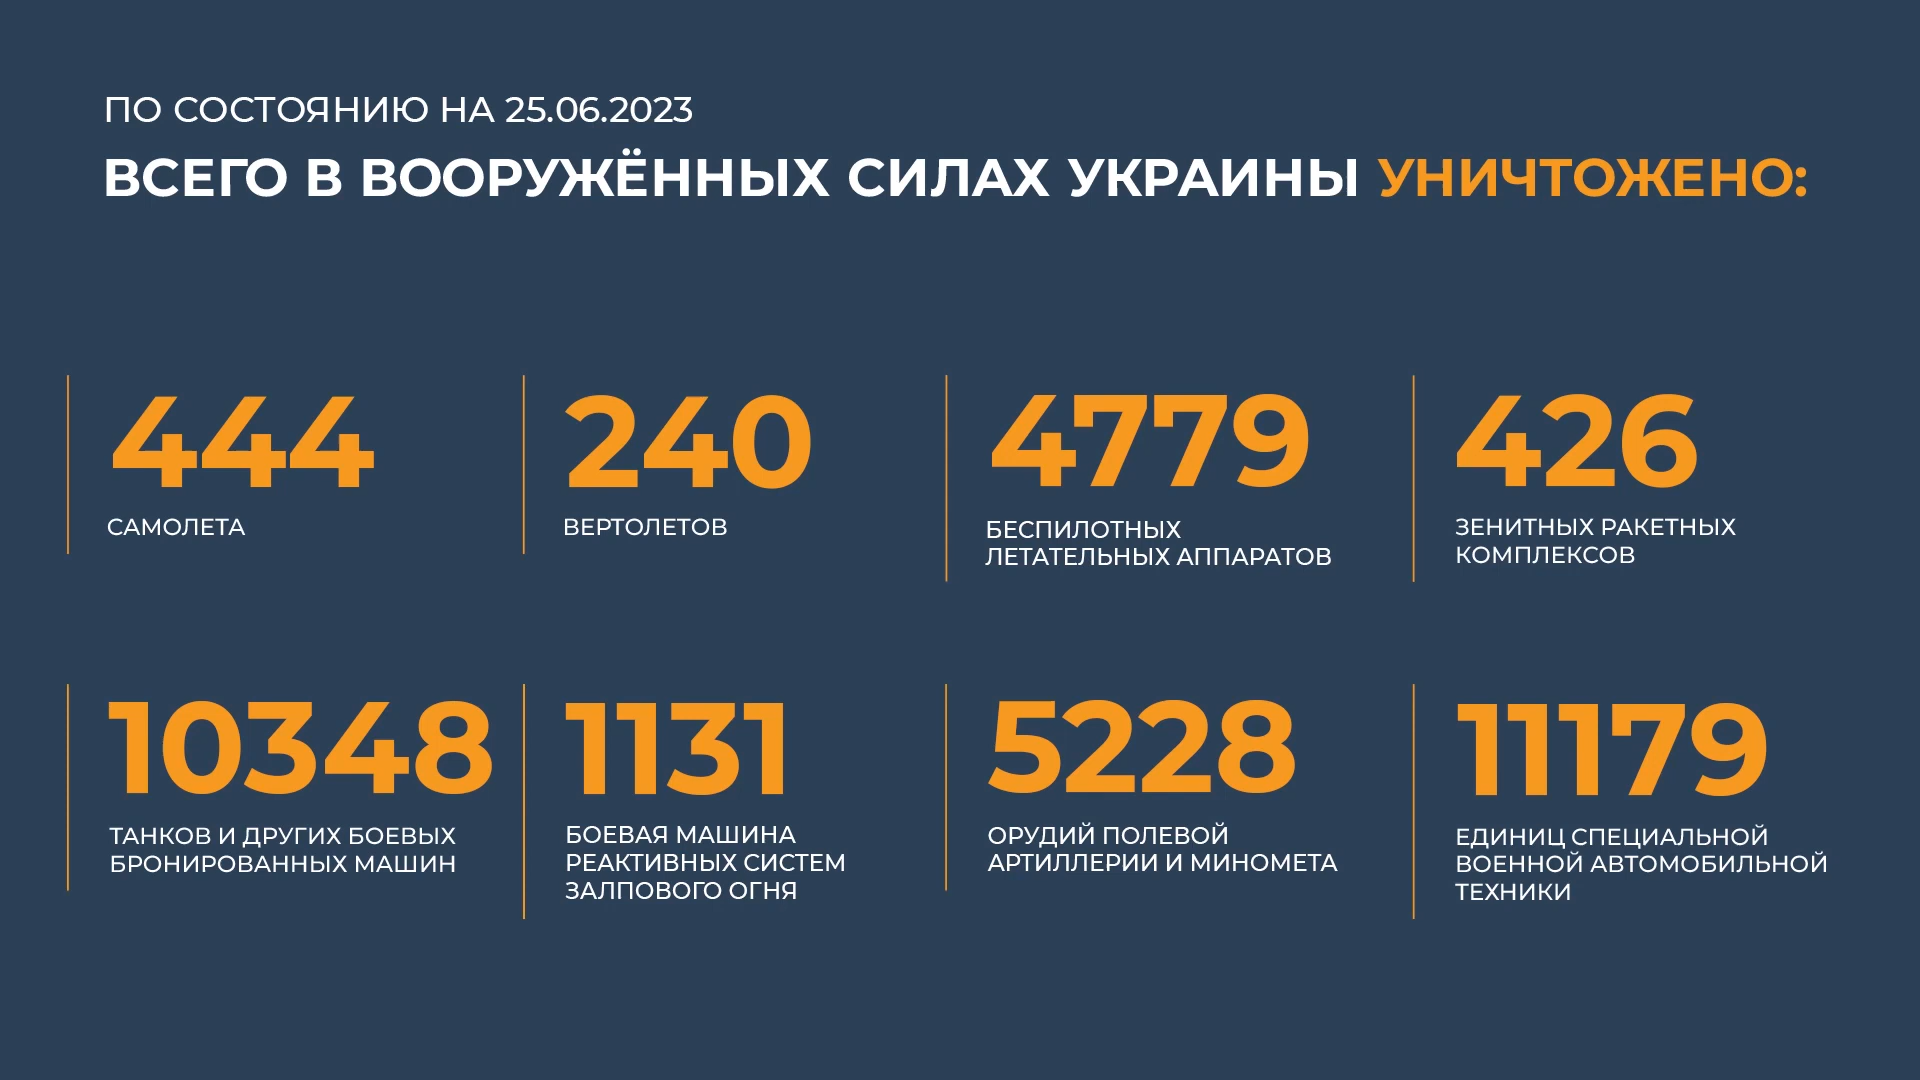 ПО СОСТОЯНИЮ НА 25.06.2023
ВСЕГО В ВООРУЖЁННЫХ СИЛАХ УКРАИНЫ УНИЧТОЖЕНО:
444
САМОЛЕТА
240
ВЕРТОЛЕТОВ
4779
БЕСПИЛОТНЫХ
ЛЕТАТЕЛЬНЫХ АППАРАТОВ
426
ЗЕНИТНЫХ РАКЕТНЫХ
КОМПЛЕКСОВ
10348
ТАНКОВ И ДРУГИХ БОЕВЫХ
БРОНИРОВАННЫХ МАШИН
1131
БОЕВАЯ МАШИНА
РЕАКТИВНЫХ СИСТЕМ
ЗАЛПОВОГО ОГНЯ
5228
ОРУДИЙ ПОЛЕВОЙ
АРТИЛЛЕРИИ И МИНОМЕТА
11179
ЕДИНИЦ СПЕЦИАЛЬНОЙ
ВОЕННОЙ АВТОМОБИЛЬНОЙ
ТЕХНИКИ